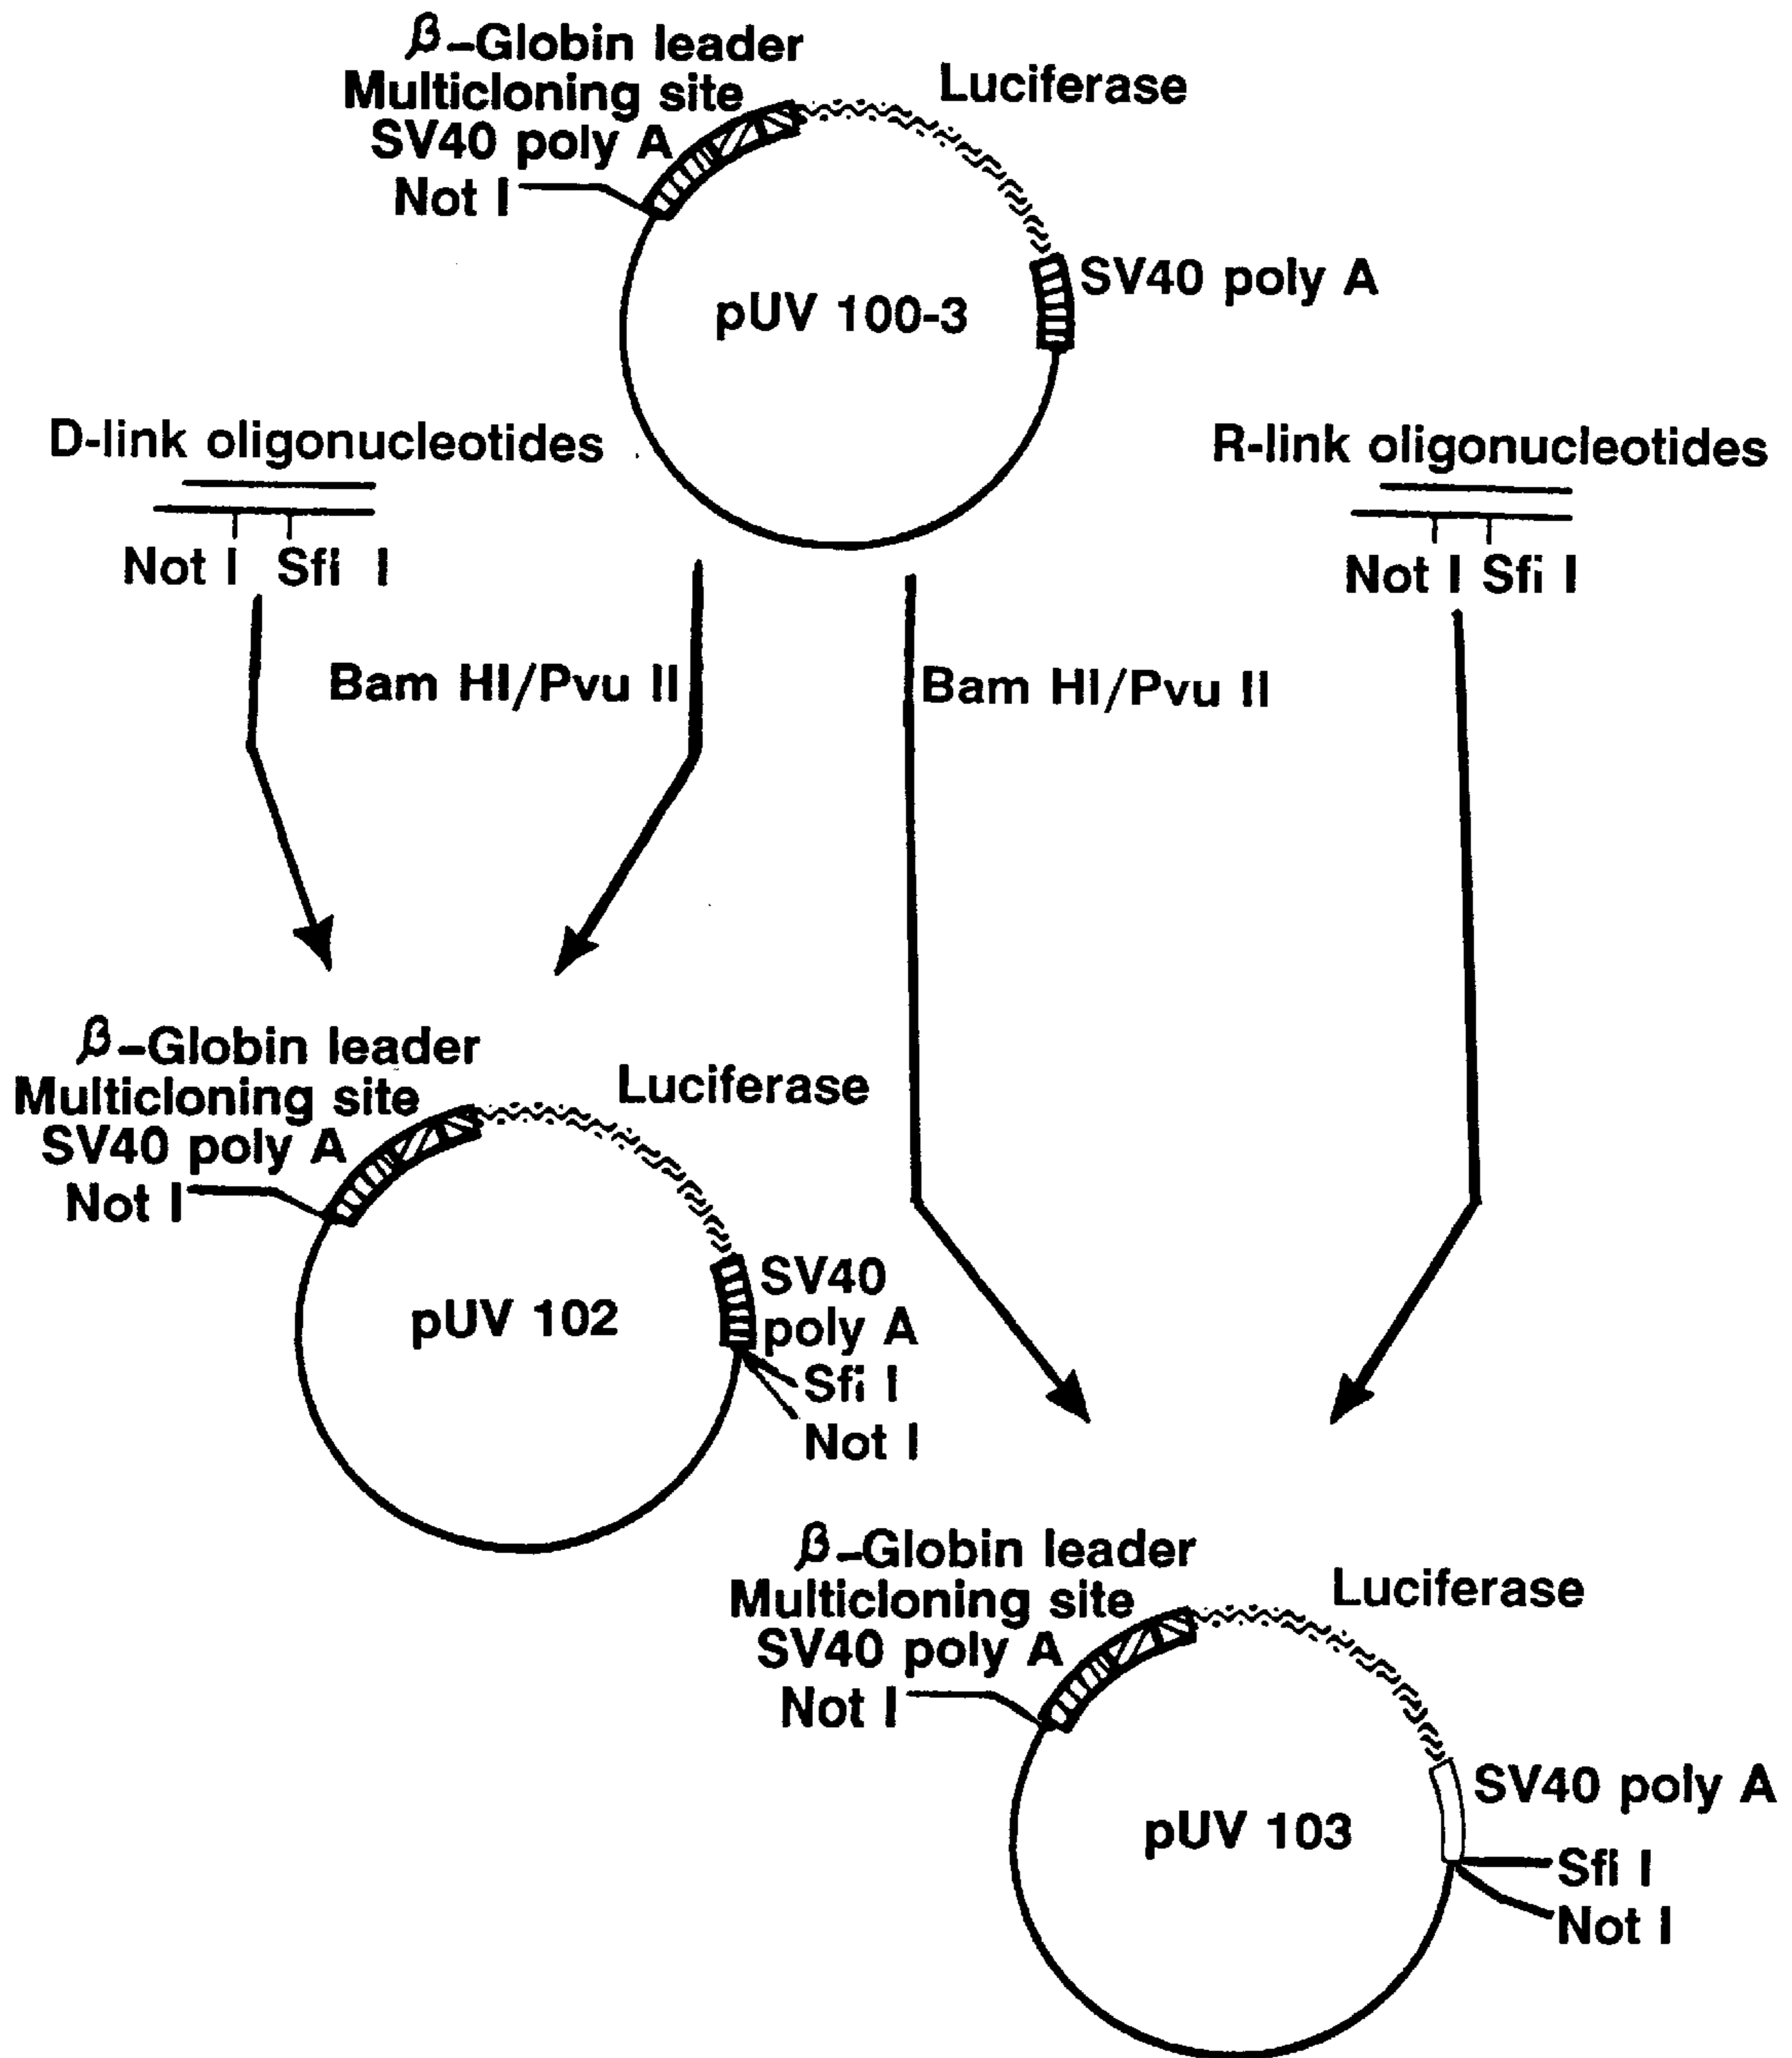 β-Globin leader
Multicloning site
SV40 poly A
Not I
Luciferase
SV40 poly A
pUV 100-3
D-link oligonucleotides
Not I Sfi I
R-link oligonucleotides
Not I Sfi I
Bam HI/Pvu II
Bam HI/Pvu II
β-Globin leader
Multicloning site
SV40 poly A
Not I
Luciferase
SV40
poly A
Sfi I
Not I
pUV 102
β-Globin leader
Multicloning site
SV40 poly A
Not I
Luciferase
SV40 poly A
Sfi I
Not I
pUV 103